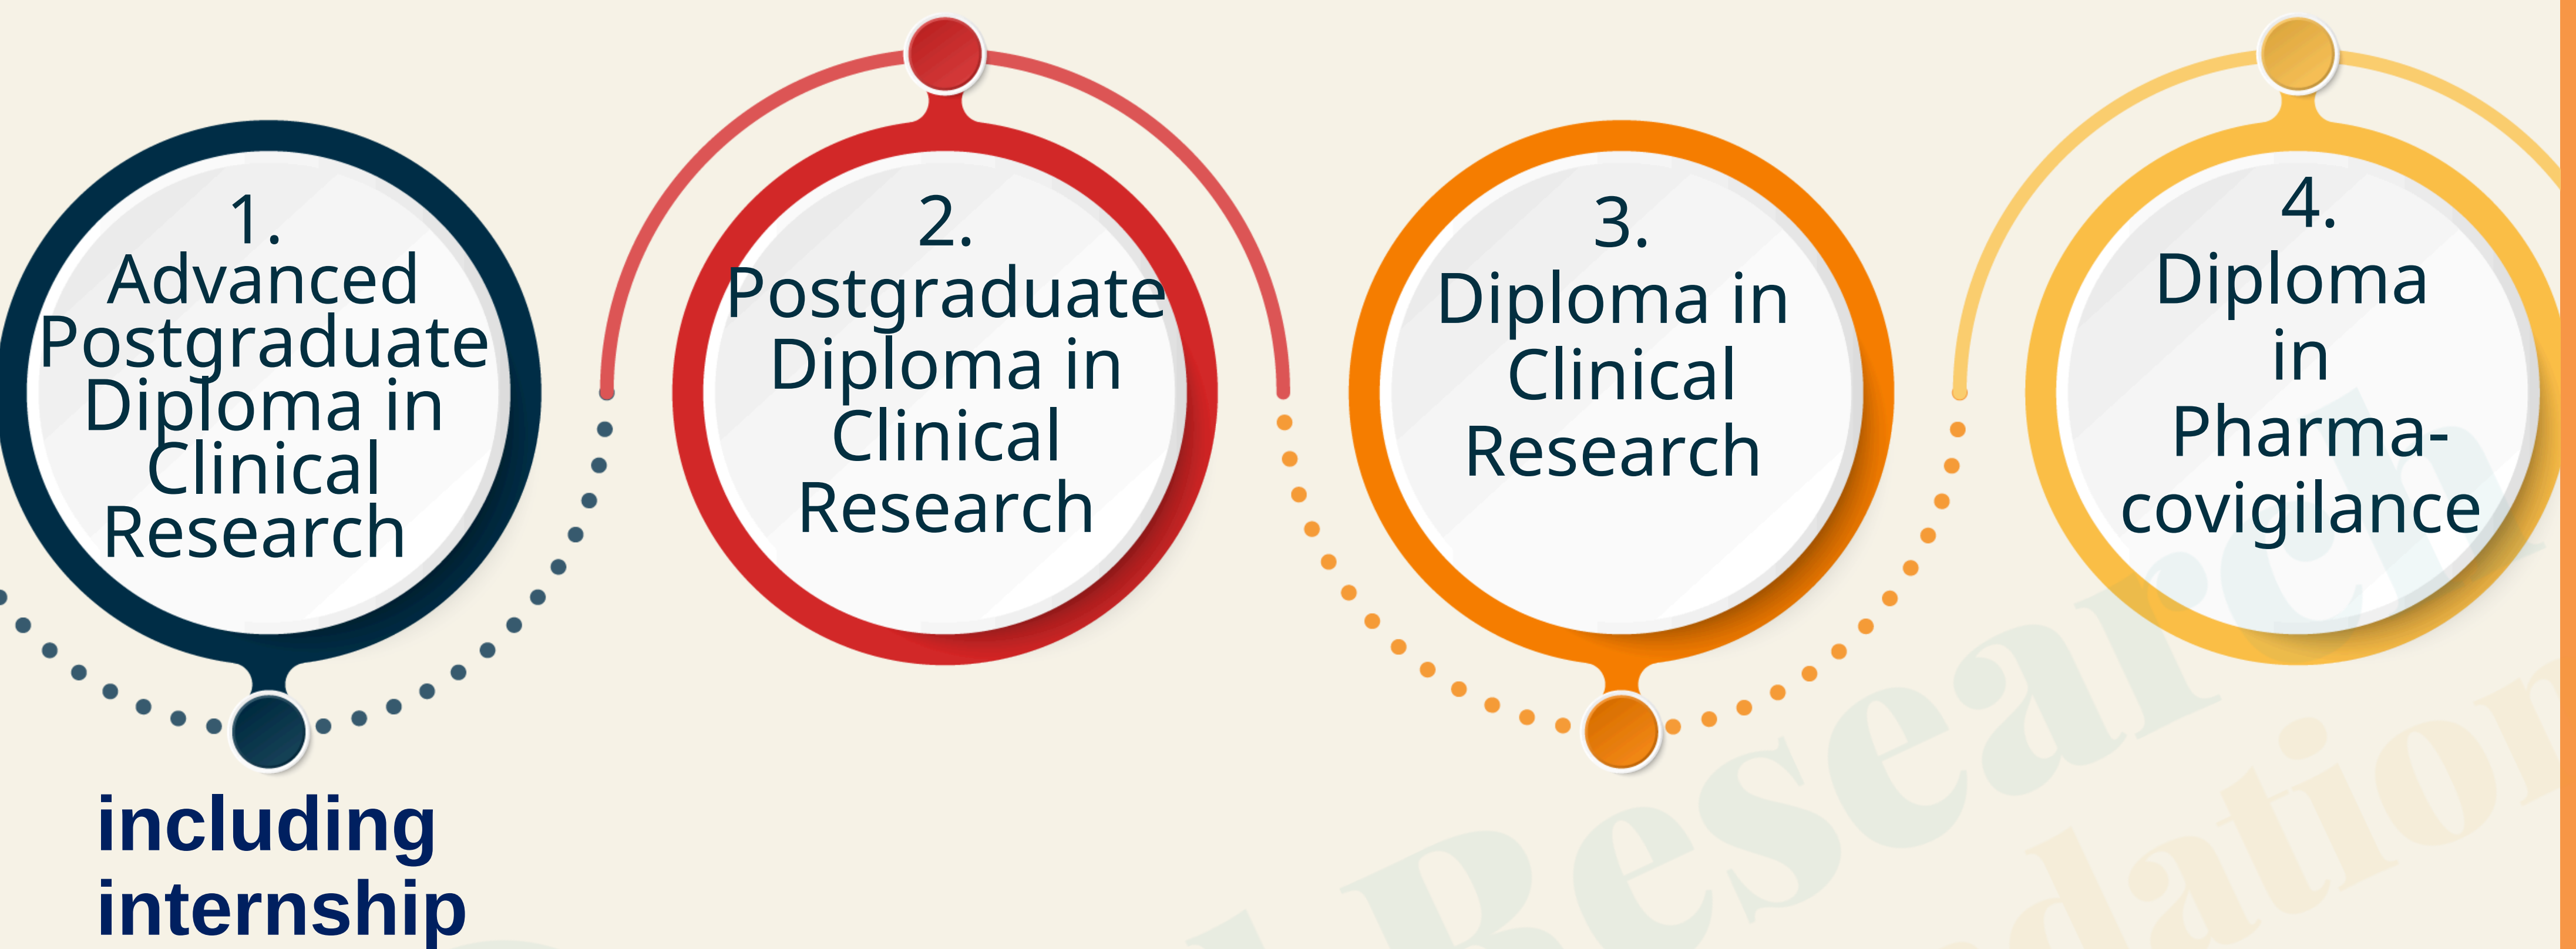 1.
Advanced
Postgraduate
Diploma in
Clinical
Research
including
internship
2.
Postgraduate
Diploma in
Clinical
Research
3.
Diploma in
Clinical
Research
4.
Diploma
in
Pharma-
covigilance
Research